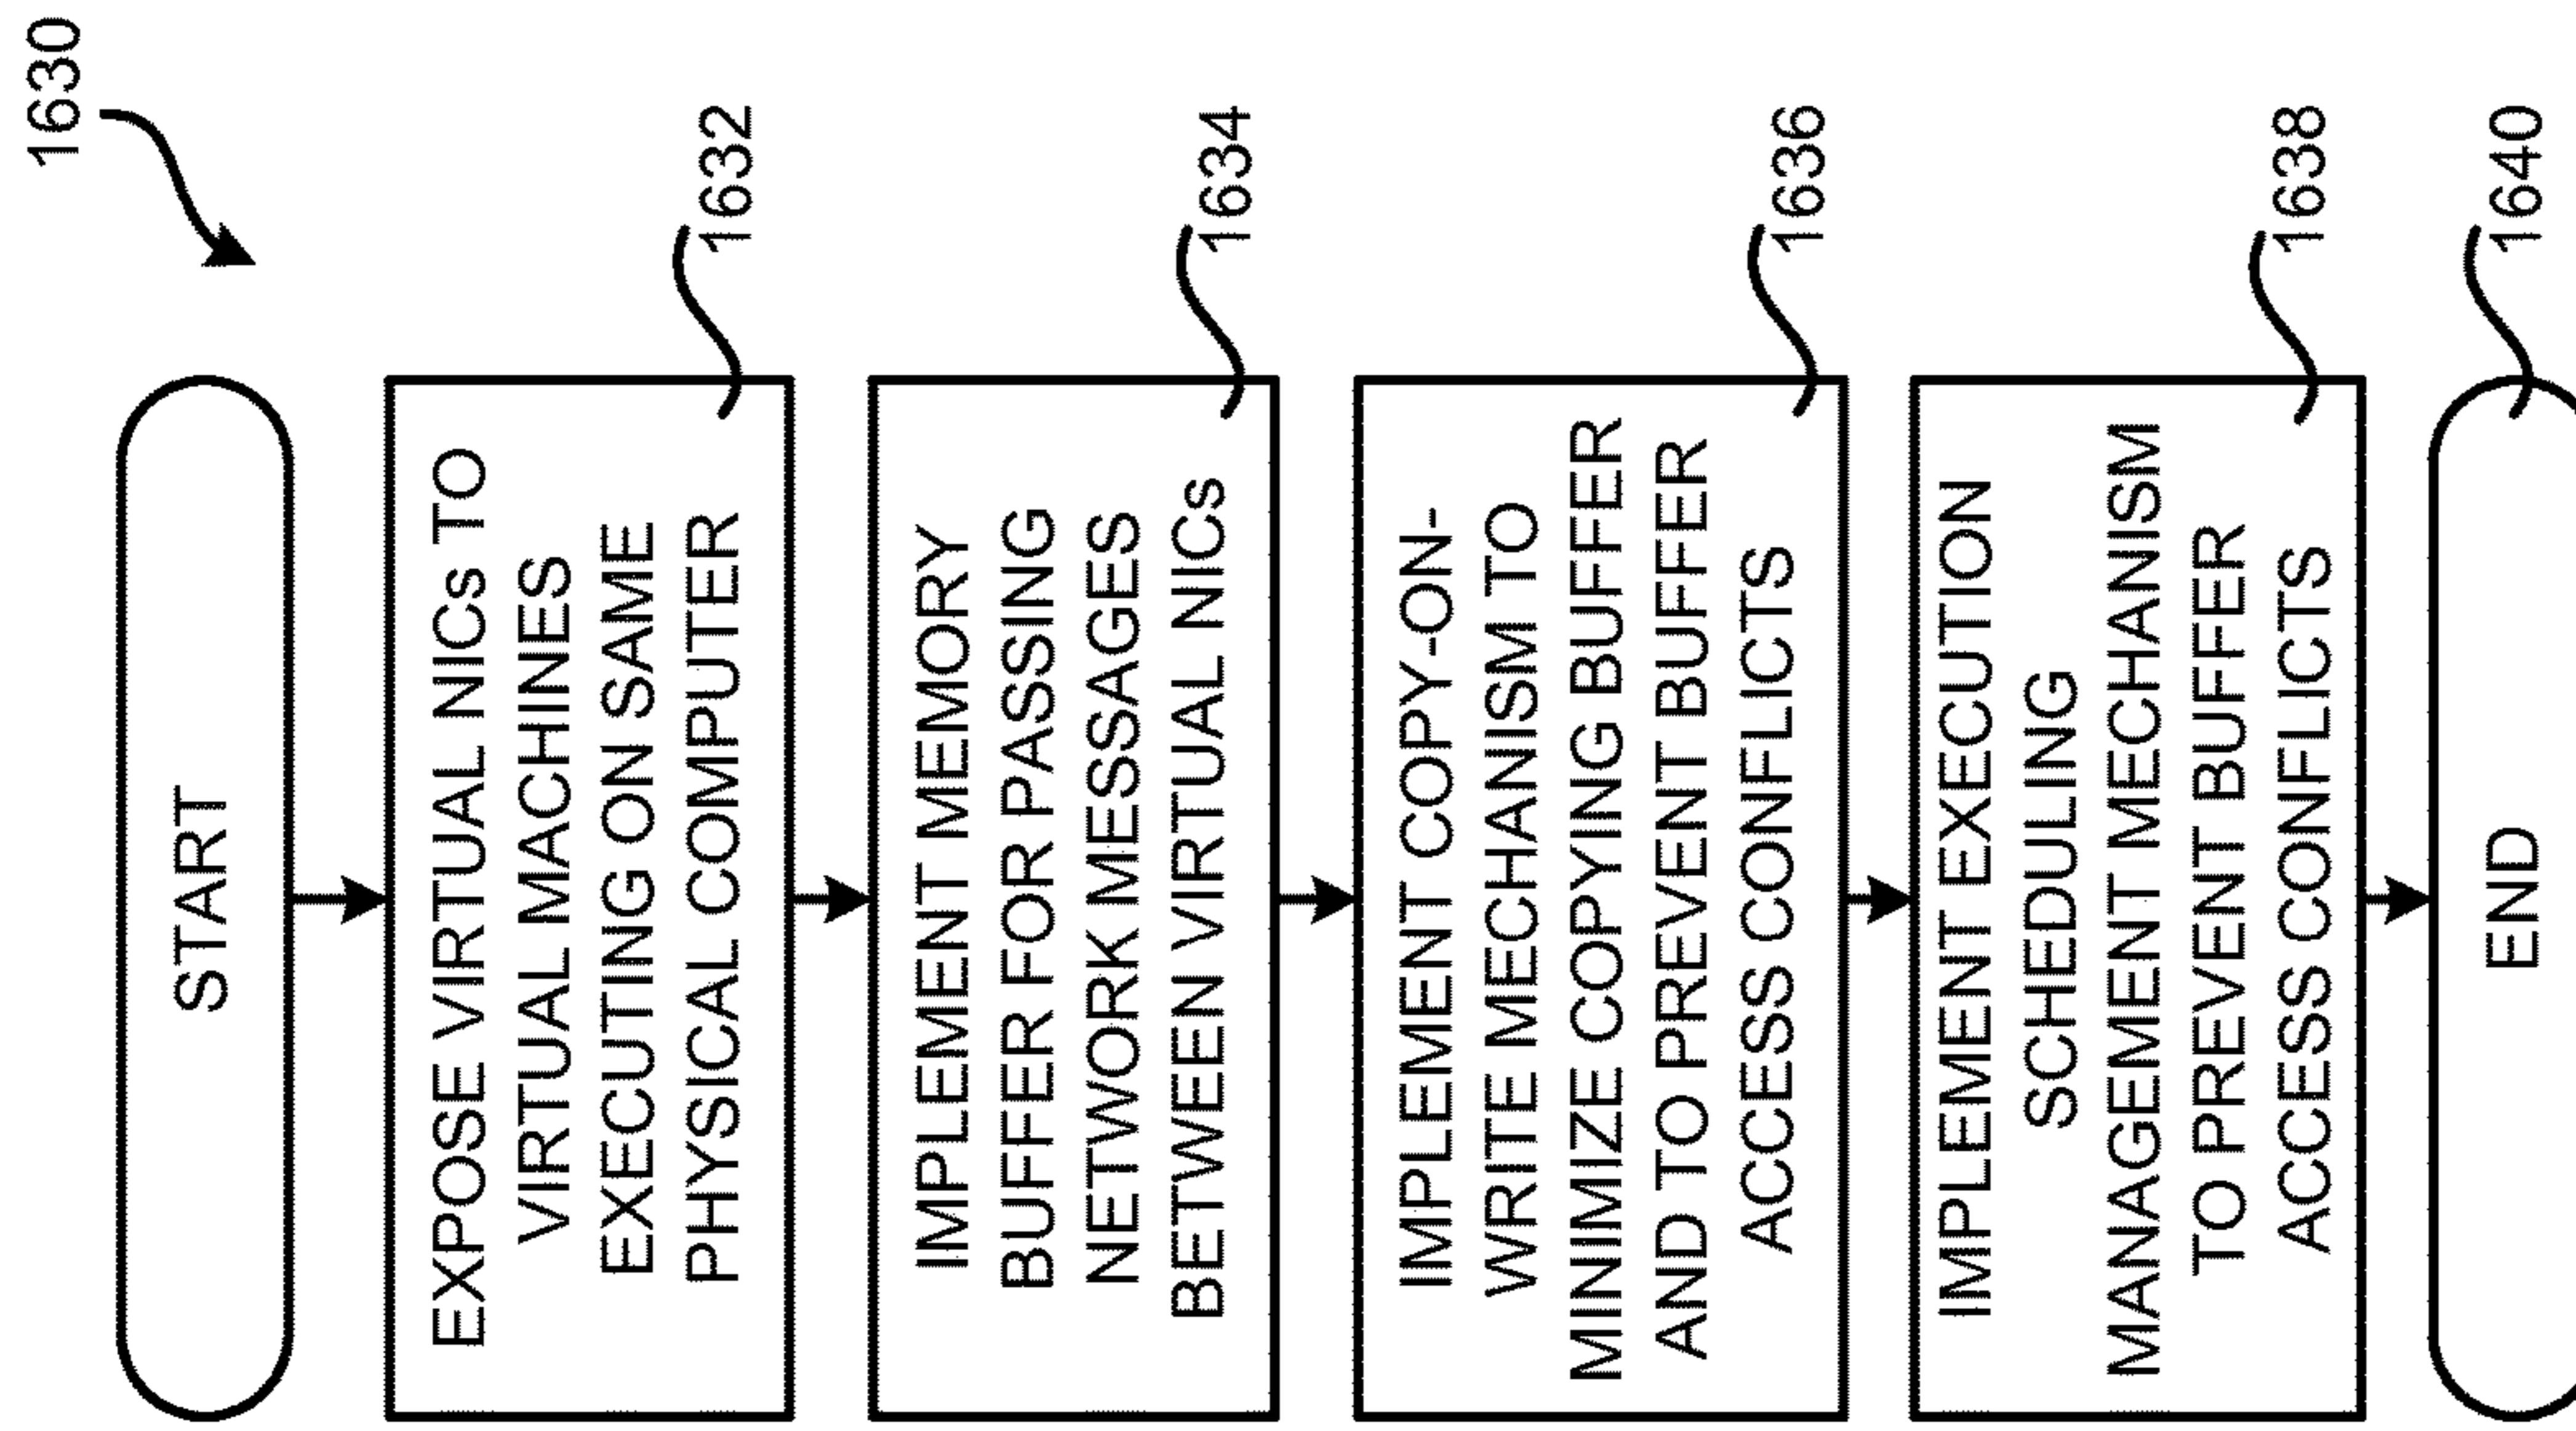 1630
START
EXPOSE VIRTUAL NICs TO
VIRTUAL MACHINES
EXECUTING ON SAME
PHYSICAL COMPUTER
1632
IMPLEMENT MEMORY
BUFFER FOR PASSING
NETWORK MESSAGES
BETWEEN VIRTUAL NICs
1634
IMPLEMENT COPY-ON-
WRITE MECHANISM TO
MINIMIZE COPYING BUFFER
AND TO PREVENT BUFFER
ACCESS CONFLICTS
1636
IMPLEMENT EXECUTION
SCHEDULING
MANAGEMENT MECHANISM
TO PREVENT BUFFER
ACCESS CONFLICTS
1638
END
1640